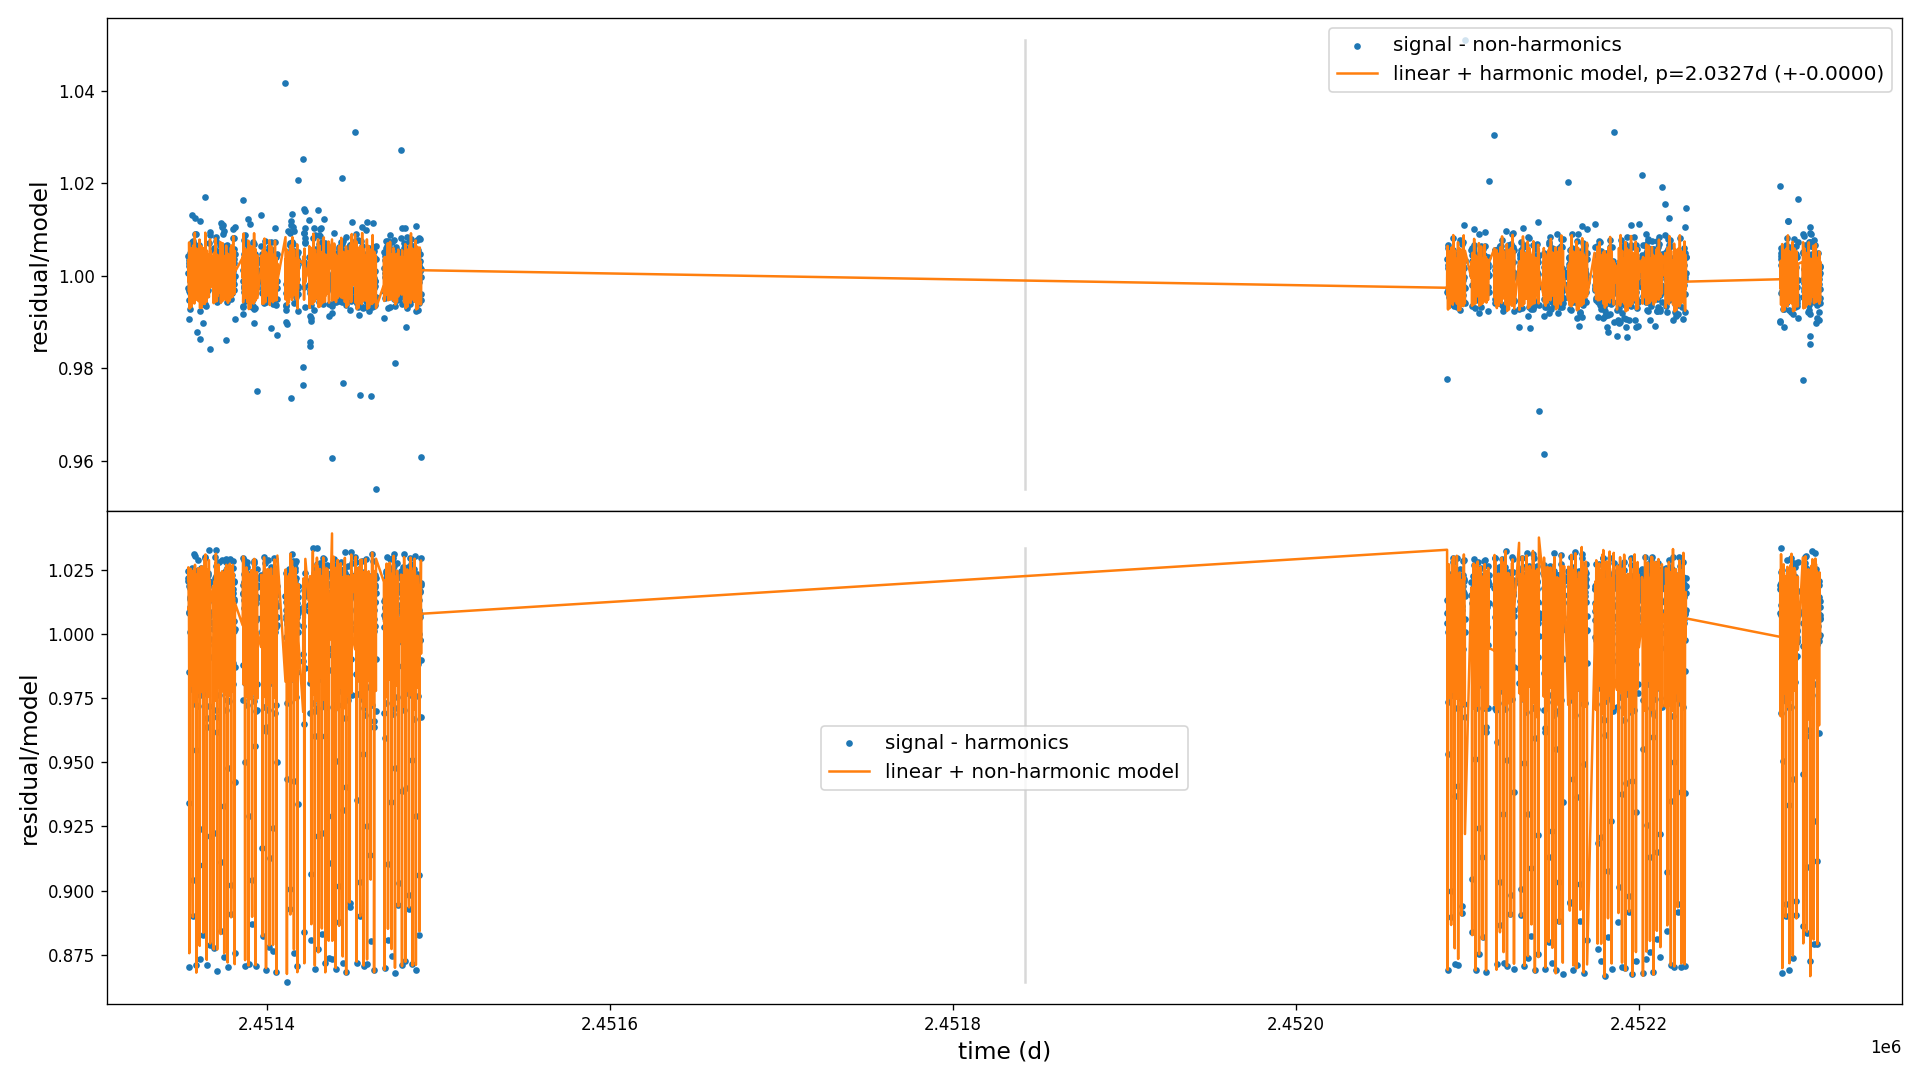 signal - non-harmonics
linear + harmonic model, p=2.0327d (+-0.0000)
1.04
1.02
1.00
0.98
0.96
residual/model
1.025
1.000
0.975
0.950
0.925
0.900
0.875
residual/model
signal - harmonics
linear + non-harmonic model
2.4514
2.4516
2.4518
2.4520
2.4522
1e6
time (d)